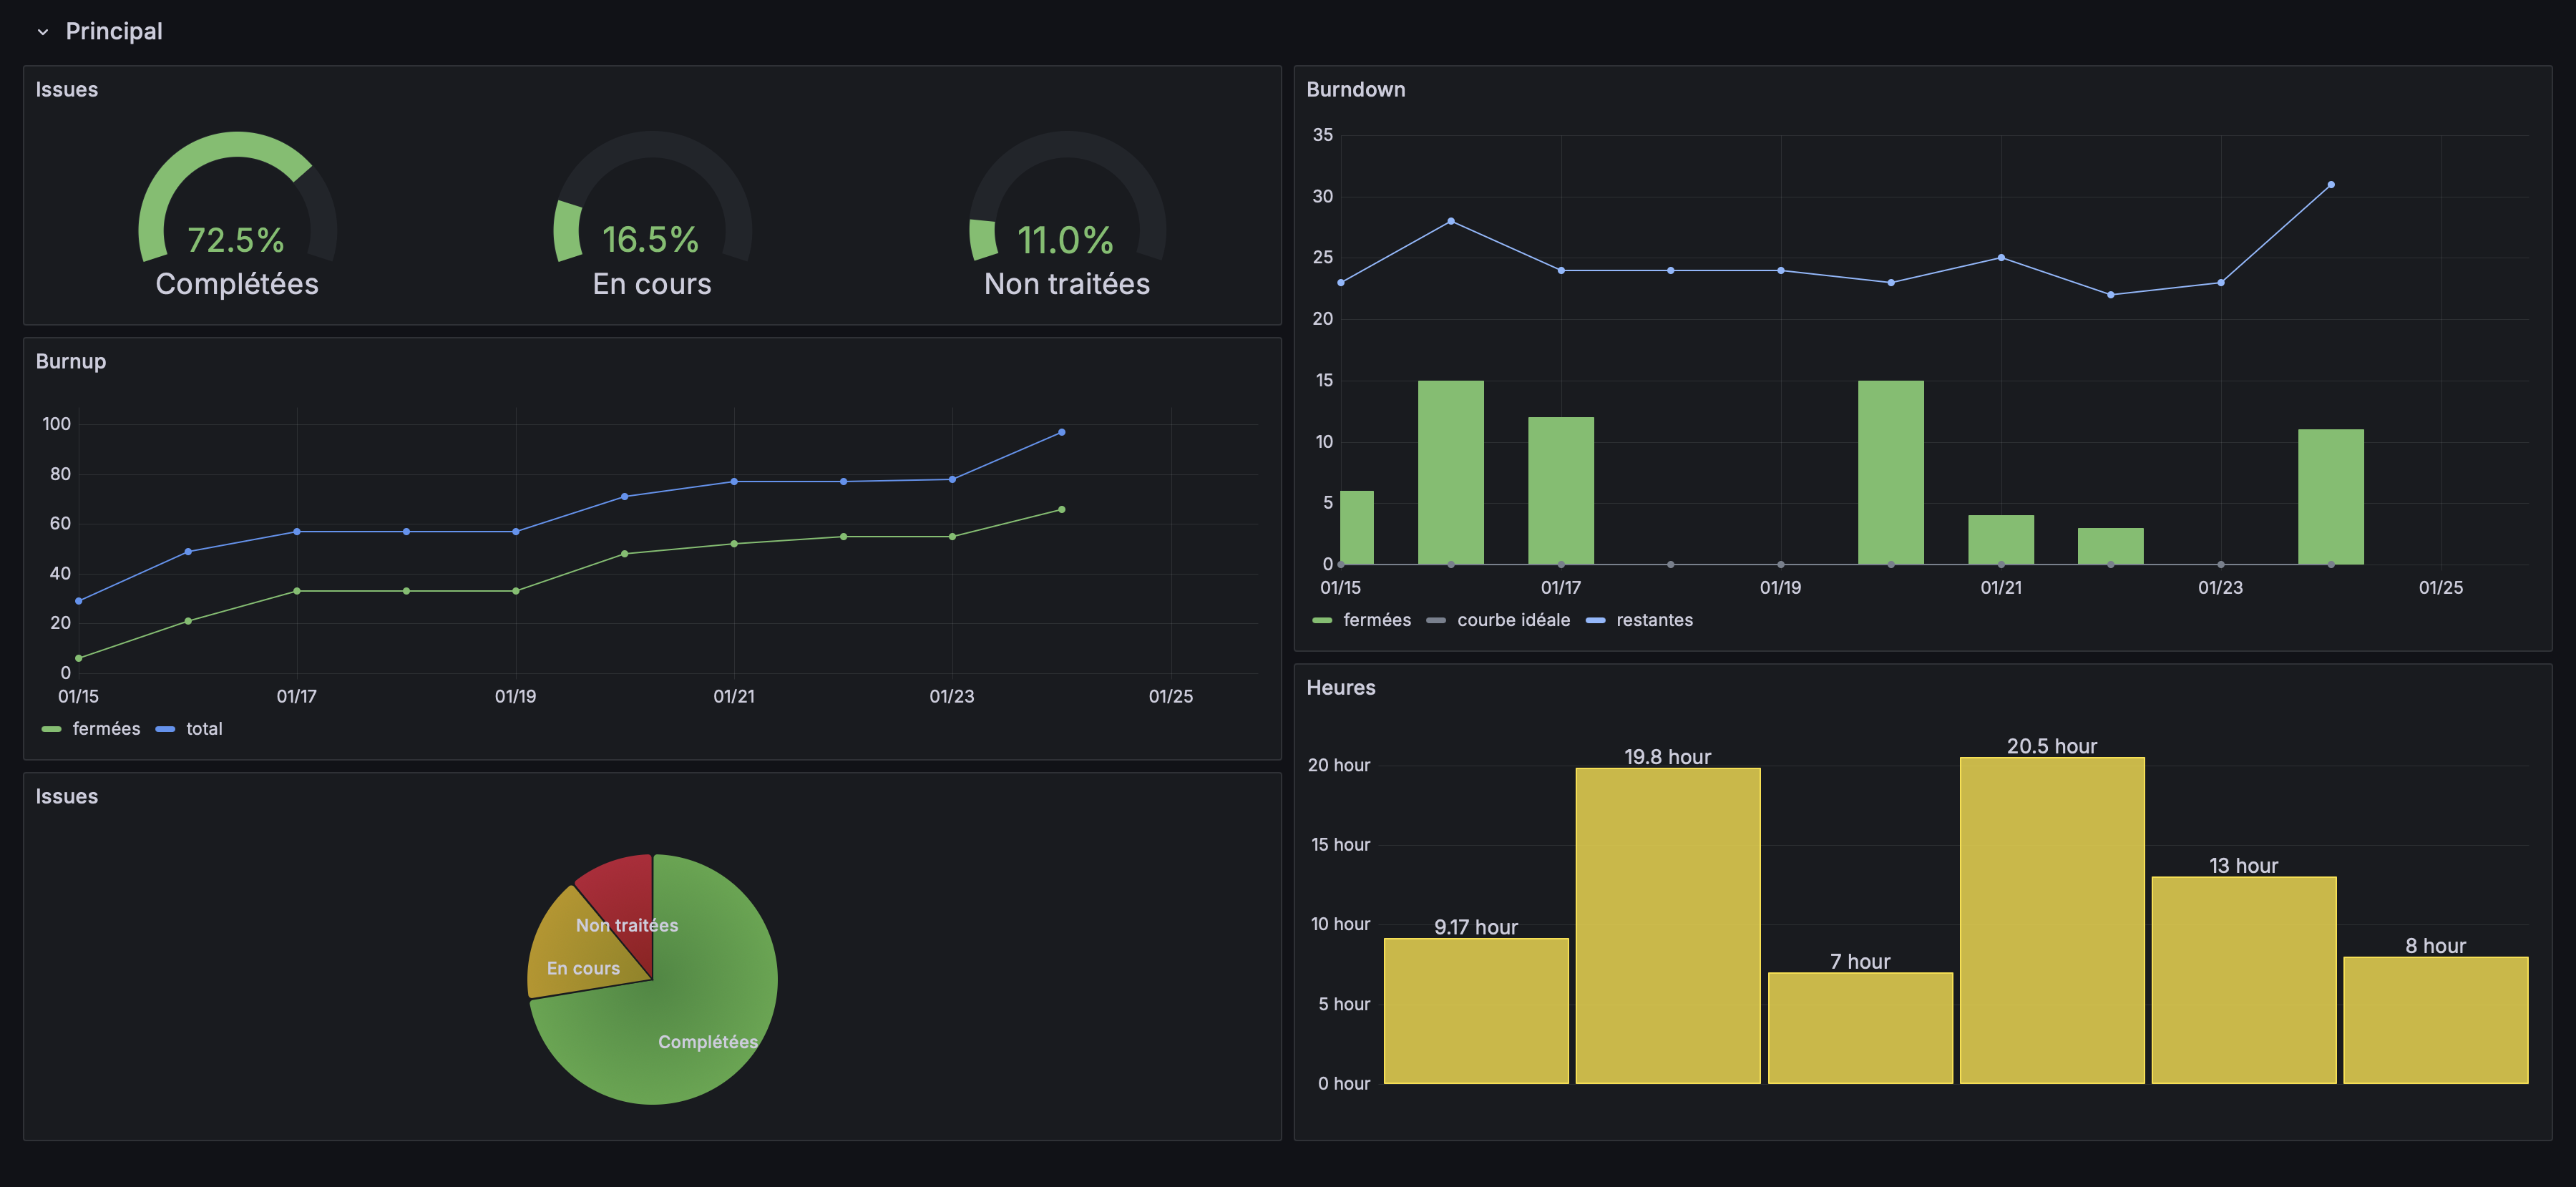 Principal
Issues
72.5%
Complétées
16.5%
En cours
11.0%
Non traitées
Burndown
35
30
25
20
15
10
5
0
01/15 01/17 01/19 01/21 01/23 01/25
fermées courbe idéale restantes
Burnup
100
80
60
40
20
0
01/15 01/17 01/19 01/21 01/23 01/25
fermées total
Heures
20 hour
15 hour
10 hour
5 hour
0 hour
9.17 hour
19.8 hour
7 hour
20.5 hour
13 hour
8 hour
Issues
Non traitées
En cours
Complétées